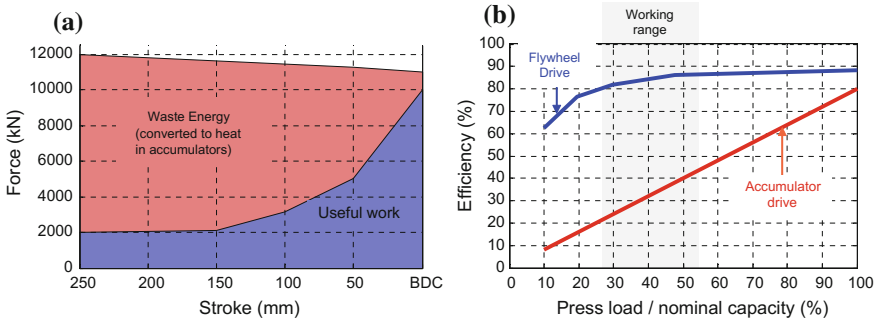 (a)
Force (kN)
12000
10000
8000
6000
4000
2000
0
Waste Energy
(converted to heat
in accumulators)
Useful work
250
200
150
100
50
BDC
Stroke (mm)
(b)
Working
range
Efficiency (%)
100
90
80
70
60
50
40
30
20
10
0
Flywheel
Drive
Accumulator
drive
0
10
20
30
40
50
60
70
80
90
100
Press load / nominal capacity (%)